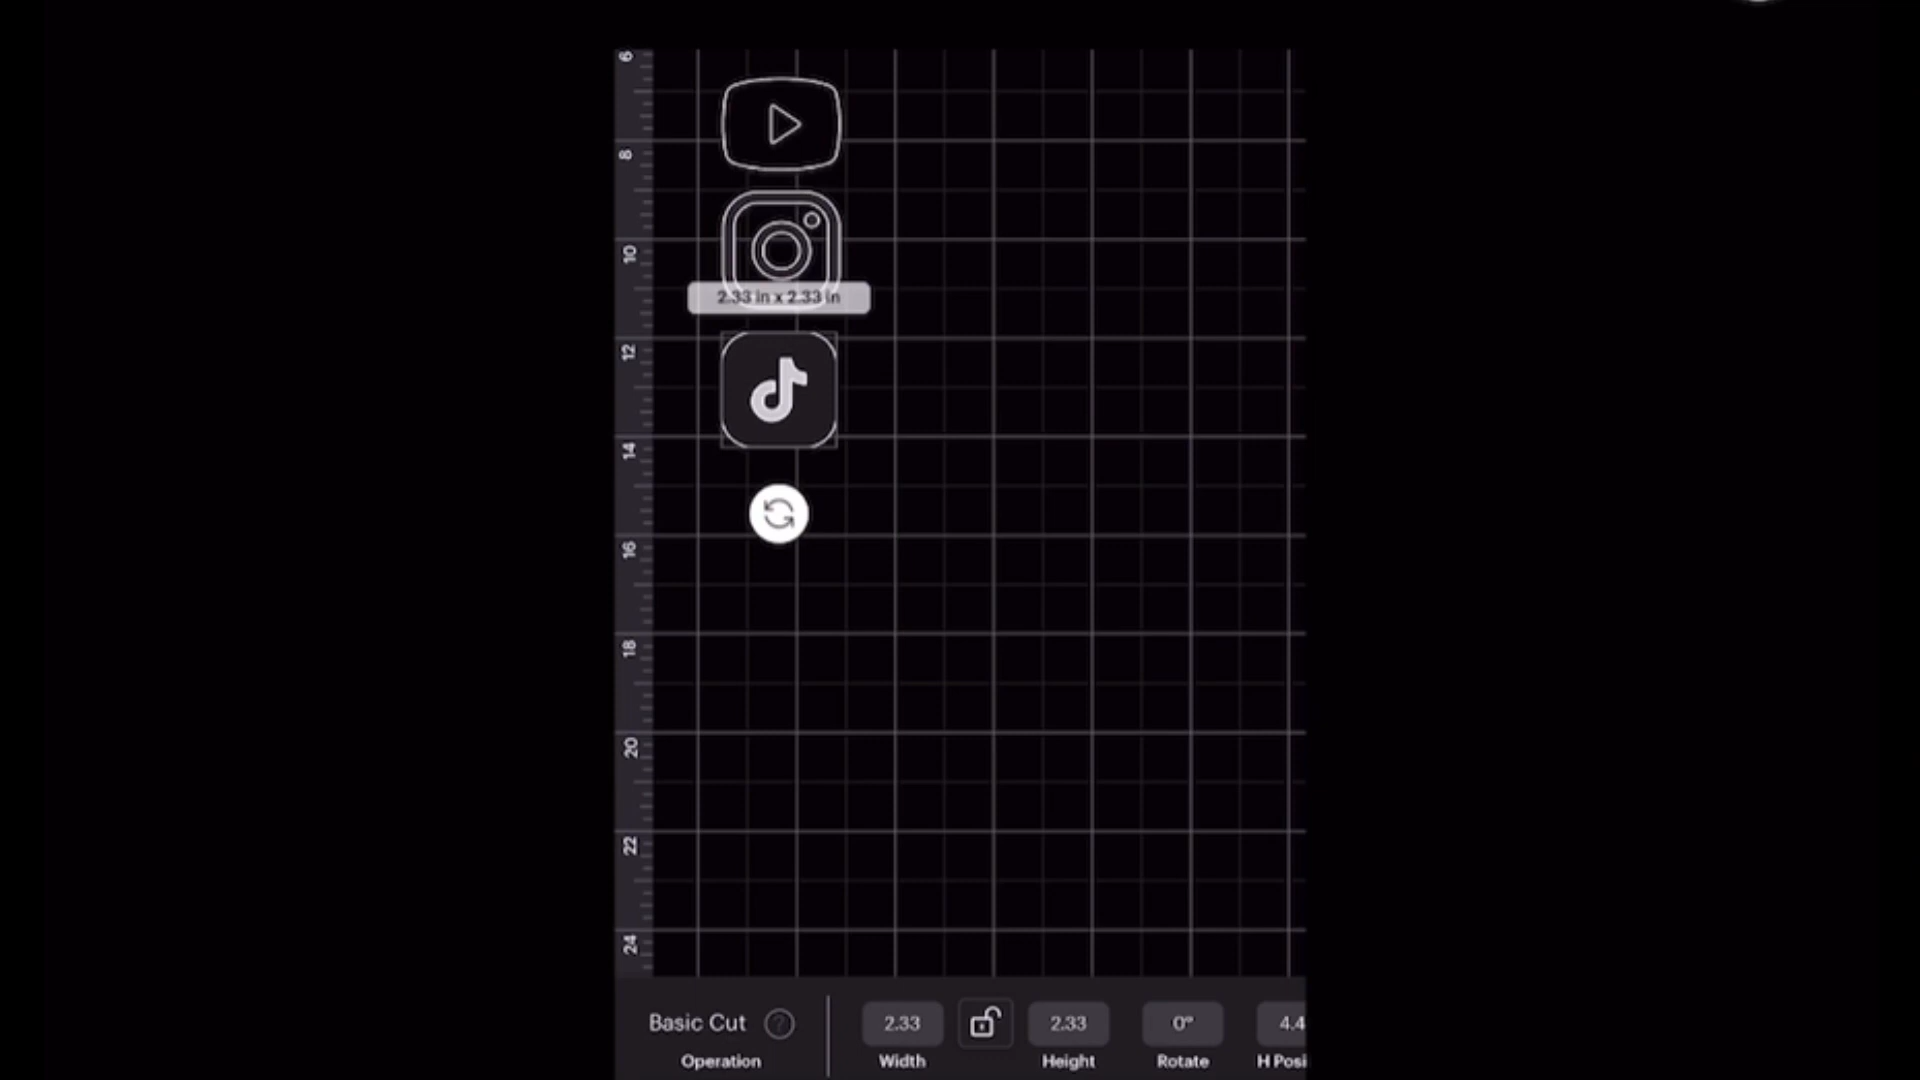 6
8
10
2.33 in x 2.33 in
12
14
16
18
20
22
24
Basic Cut ?
2.33
2.33
0°
4.4
Operation
Width
Height
Rotate
H Posi